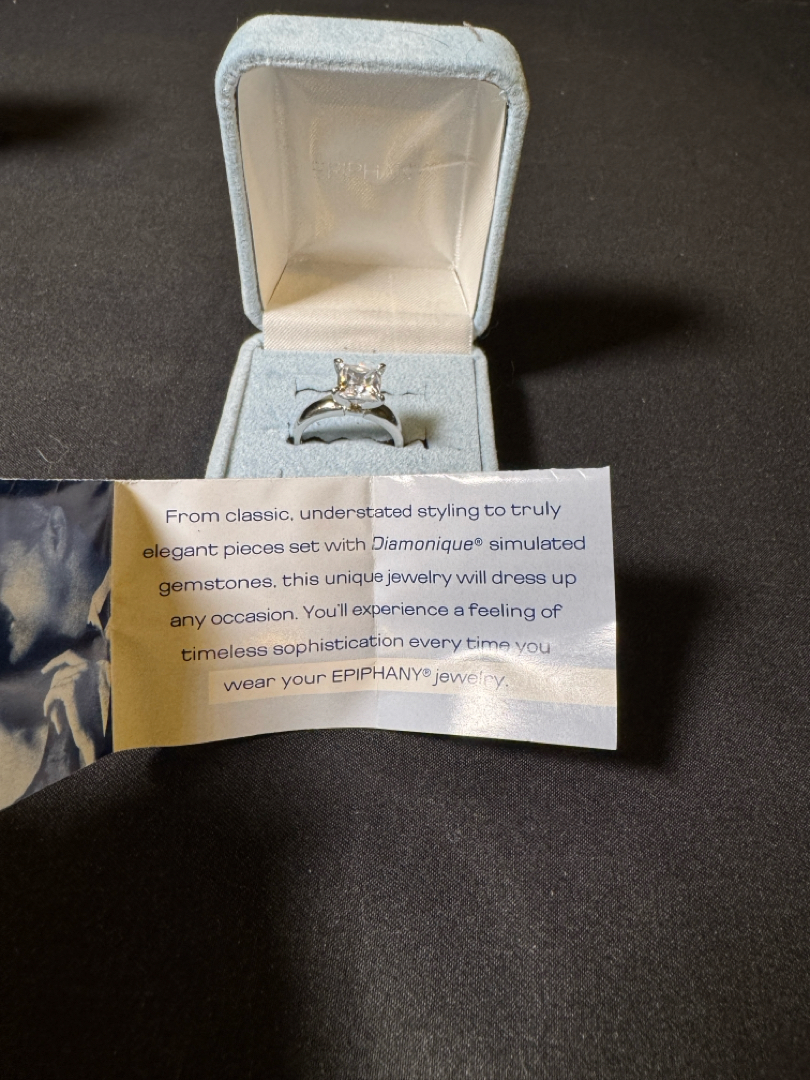 EPIPHANY
From classic, understated styling to truly
elegant pieces set with Diamonique® simulated
gemstones, this unique jewelry will dress up
any occasion. You'll experience a feeling of
timeless sophistication every time you
wear your EPIPHANY® jewelry.